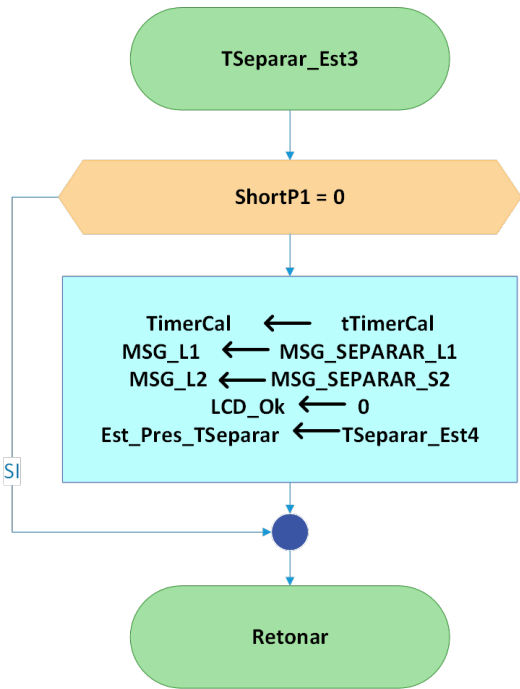 TSeparar_Est3
ShortP1 = 0
TimerCal ← tTimerCal
MSG_L1 ← MSG_SEPARAR_L1
MSG_L2 ← MSG_SEPARAR_S2
LCD_Ok ← 0
Est_Pres_TSeparar ← TSeparar_Est4
SI
Retonar